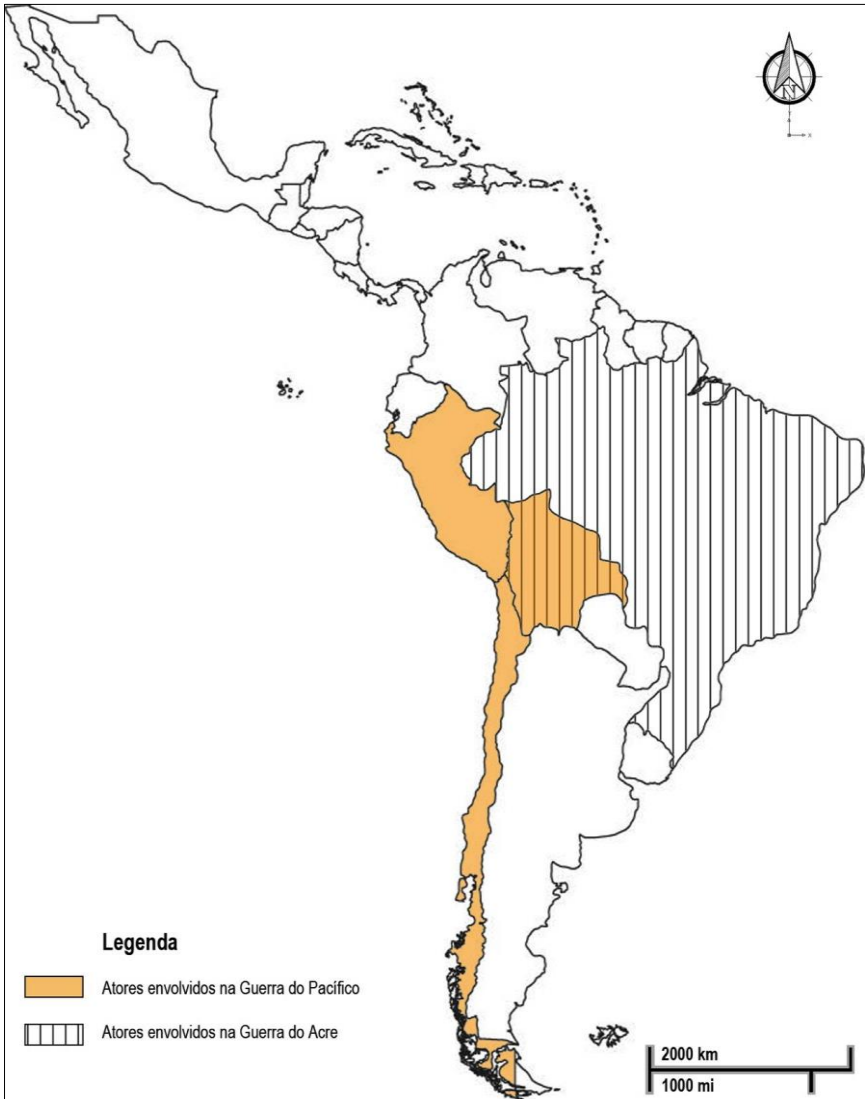 N
Legenda
Atores envolvidos na Guerra do Pacífico
Atores envolvidos na Guerra do Acre
2000 km
1000 mi